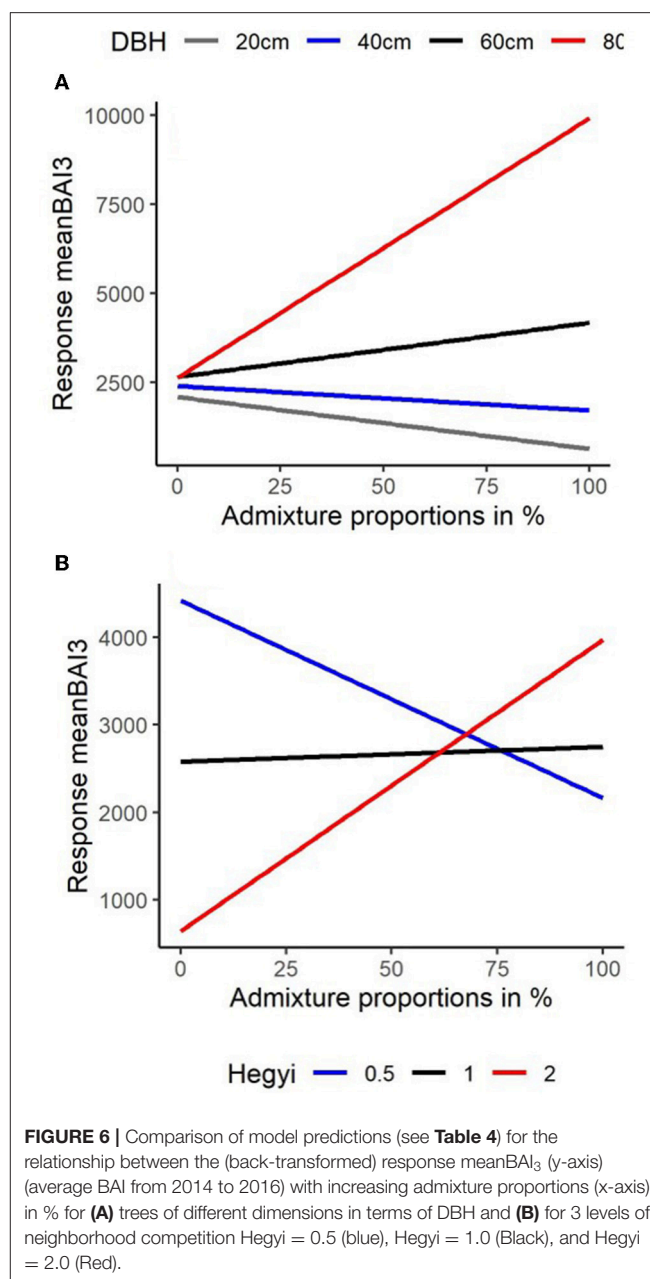 DBH 20cm 40cm 60cm 80
A
10000
7500
5000
2500
Response meanBAI3
0 25 50 75 100
Admixture proportions in %
B
4000
3000
2000
1000
Response meanBAI3
0 25 50 75 100
Admixture proportions in %
Hegyi 0.5 1 2
FIGURE 6 | Comparison of model predictions (see Table 4) for the
relationship between the (back-transformed) response meanBAI₃ (y-axis)
(average BAI from 2014 to 2016) with increasing admixture proportions (x-axis)
in % for (A) trees of different dimensions in terms of DBH and (B) for 3 levels of
neighborhood competition Hegyi = 0.5 (blue), Hegyi = 1.0 (Black), and Hegyi
= 2.0 (Red).